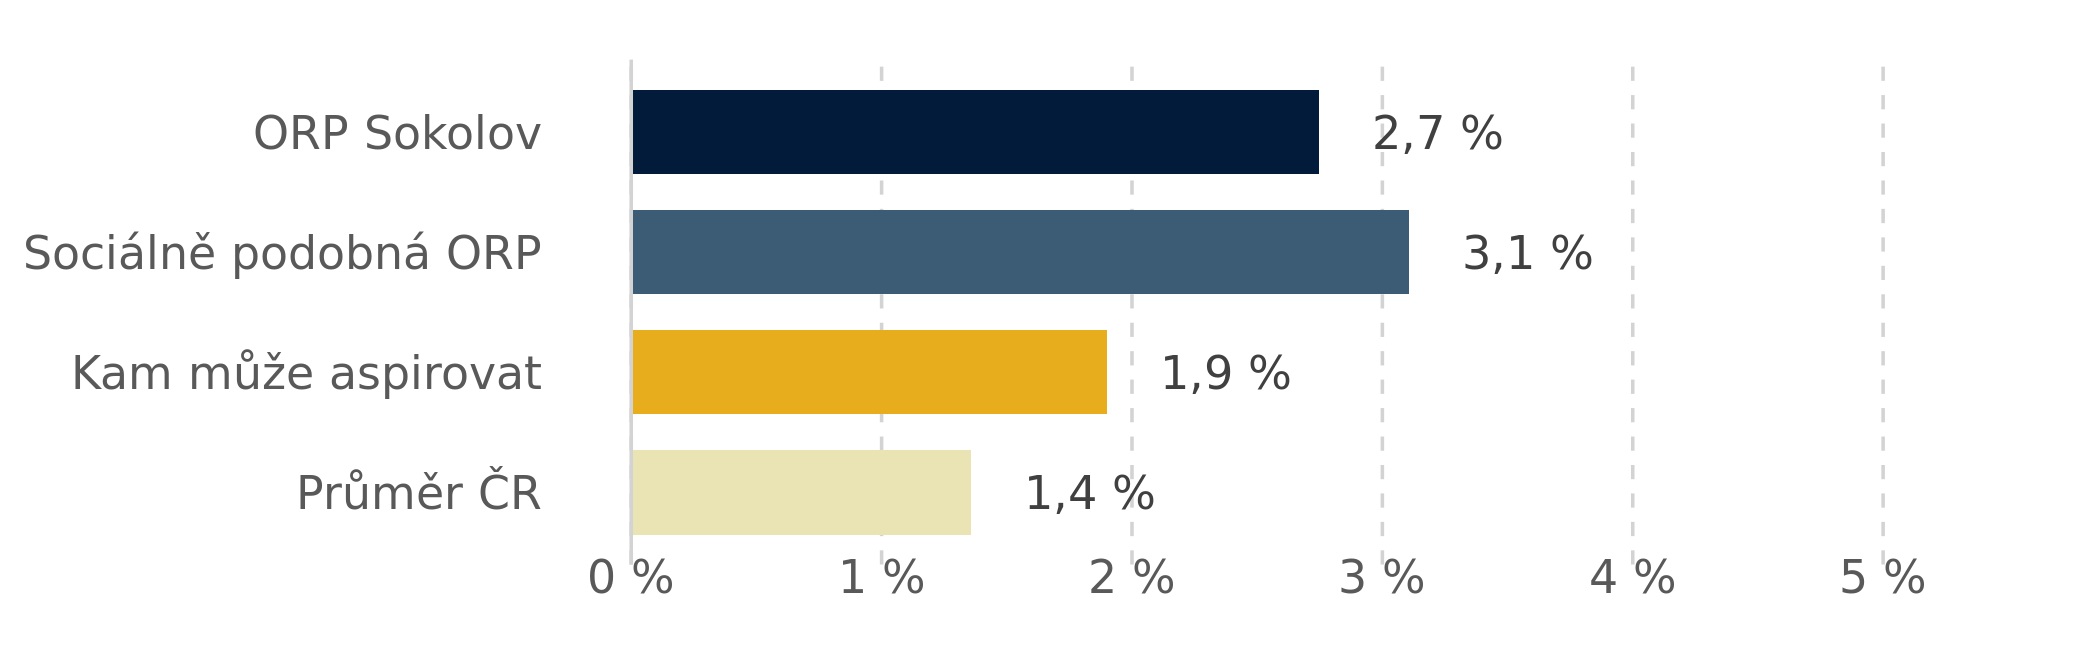 ORP Sokolov 2,7 %
Sociálně podobná ORP 3,1 %
Kam může aspirovat 1,9 %
Průměr ČR 1,4 %
0 % 1 % 2 % 3 % 4 % 5 %